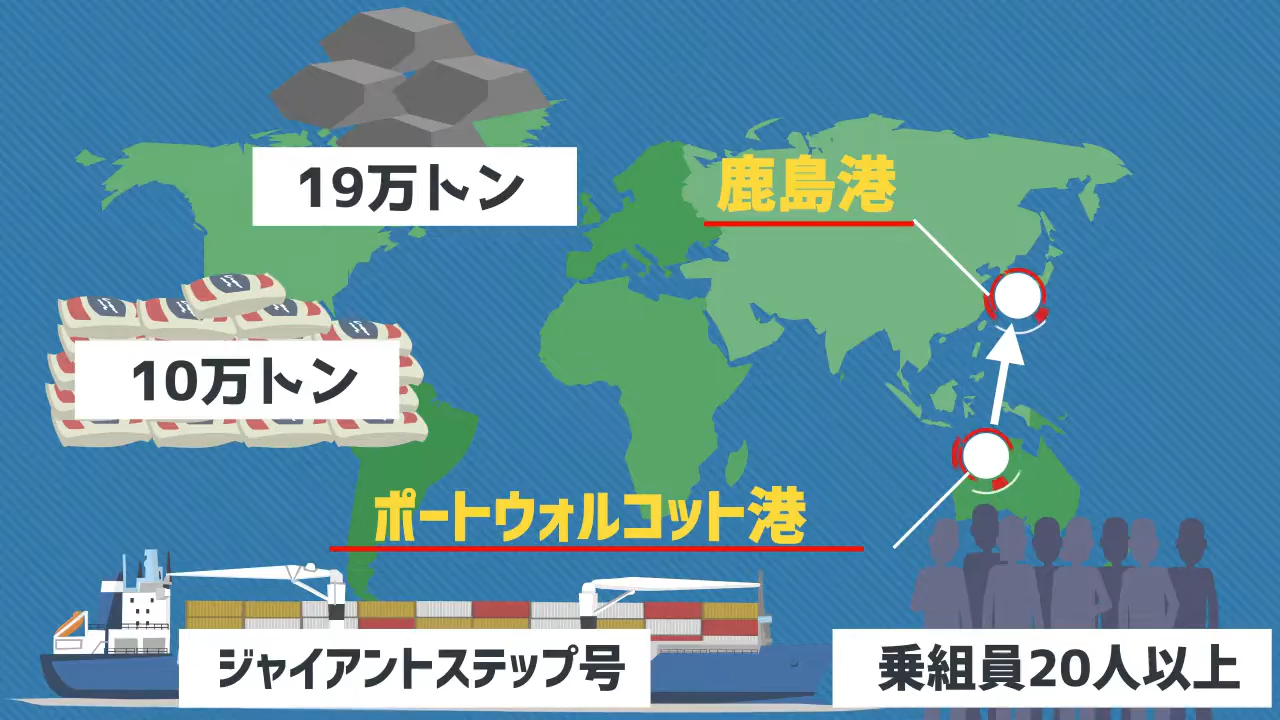 19万トン
鹿島港
10万トン
ポートウォルコット港
ジャイアントステップ号
乗組員20人以上